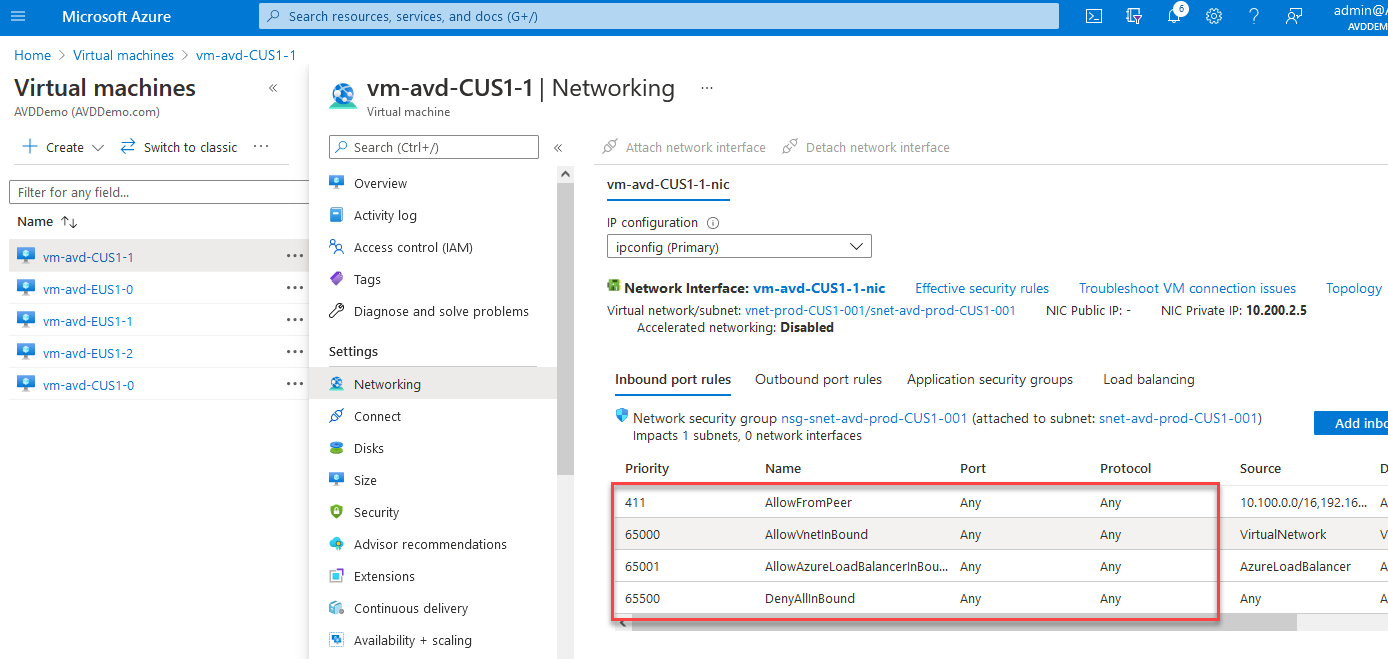 Microsoft Azure
Search resources, services, and docs (G+/)
6
admin@
AVDDEM
Home > Virtual machines > vm-avd-CUS1-1
Virtual machines
AVDDemo (AVDDemo.com)
Create
Switch to classic
Filter for any field...
Name
vm-avd-CUS1-1
vm-avd-EUS1-0
vm-avd-EUS1-1
vm-avd-EUS1-2
vm-avd-CUS1-0
vm-avd-CUS1-1 | Networking
Virtual machine
Search (Ctrl+/)
Overview
Activity log
Access control (IAM)
Tags
Diagnose and solve problems
Settings
Networking
Connect
Disks
Size
Security
Advisor recommendations
Extensions
Continuous delivery
Availability + scaling
Attach network interface Detach network interface
vm-avd-CUS1-1-nic
IP configuration
ipconfig (Primary)
Network Interface: vm-avd-CUS1-1-nic Effective security rules Troubleshoot VM connection issues Topology
Virtual network/subnet: vnet-prod-CUS1-001/snet-avd-prod-CUS1-001 NIC Public IP: - NIC Private IP: 10.200.2.5
Accelerated networking: Disabled
Inbound port rules Outbound port rules Application security groups Load balancing
Network security group nsg-snet-avd-prod-CUS1-001 (attached to subnet: snet-avd-prod-CUS1-001)
Impacts 1 subnets, 0 network interfaces
Add inbo
Priority Name Port Protocol Source D
411 AllowFromPeer Any Any 10.100.0.0/16,192.16... A
65000 AllowVnetInBound Any Any VirtualNetwork V
65001 AllowAzureLoadBalancerInBou... Any Any AzureLoadBalancer A
65500 DenyAllInBound Any Any Any A